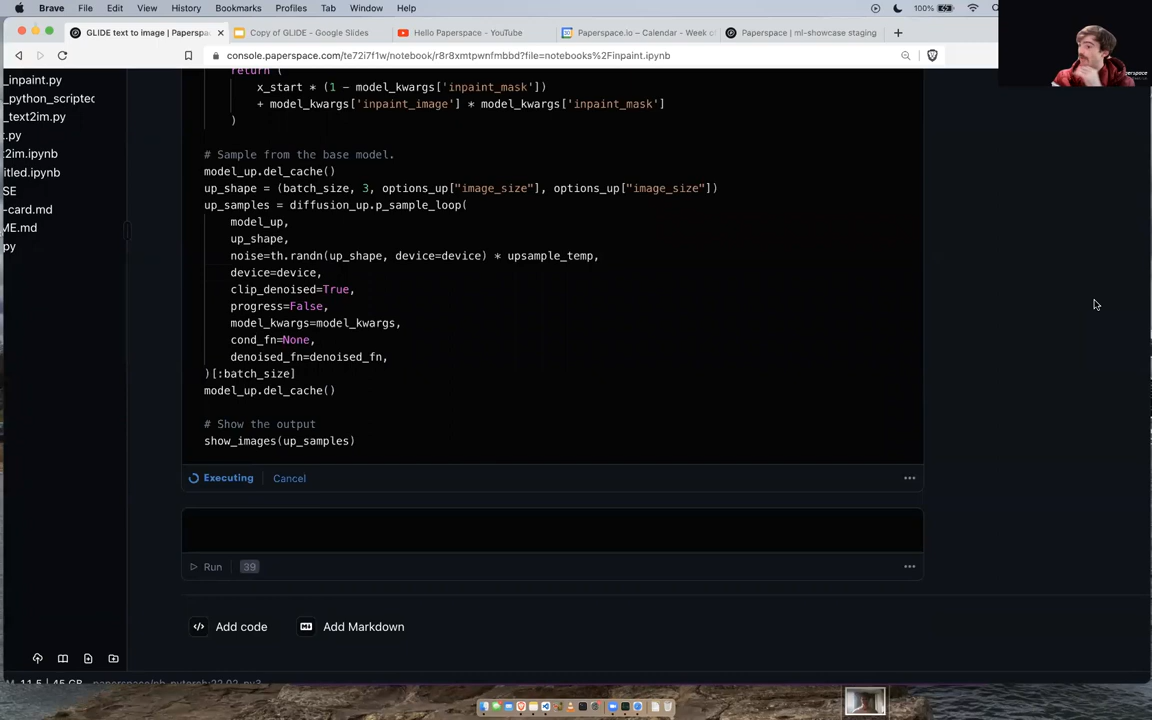 Brave File Edit View History Bookmarks Profiles Tab Window Help 100%
GLIDE text to image | Paperspa
Copy of GLIDE - Google Slides
Hello Paperspace - YouTube
Paperspace.io – Calendar - Week o
Paperspace | ml-showcase staging
console.paperspace.com/te72i7f1w/notebook/r8r8xmtpwnfmbbd?file=notebooks%2Finpaint.ipynb
_inpaint.py
_python_scripted
_text2im.py
t.py
t2im.ipynb
titled.ipynb
SE
-card.md
ME.md
py
return (
x_start * (1 - model_kwargs['inpaint_mask'])
+ model_kwargs['inpaint_image'] * model_kwargs['inpaint_mask']
)
# Sample from the base model.
model_up.del_cache()
up_shape = (batch_size, 3, options_up["image_size"], options_up["image_size"])
up_samples = diffusion_up.p_sample_loop(
model_up,
up_shape,
noise=th.randn(up_shape, device=device) * upsample_temp,
device=device,
clip_denoised=True,
progress=False,
model_kwargs=model_kwargs,
cond_fn=None,
denoised_fn=denoised_fn,
)[:batch_size]
model_up.del_cache()
# Show the output
show_images(up_samples)
Executing Cancel
Run 39
Add code Add Markdown